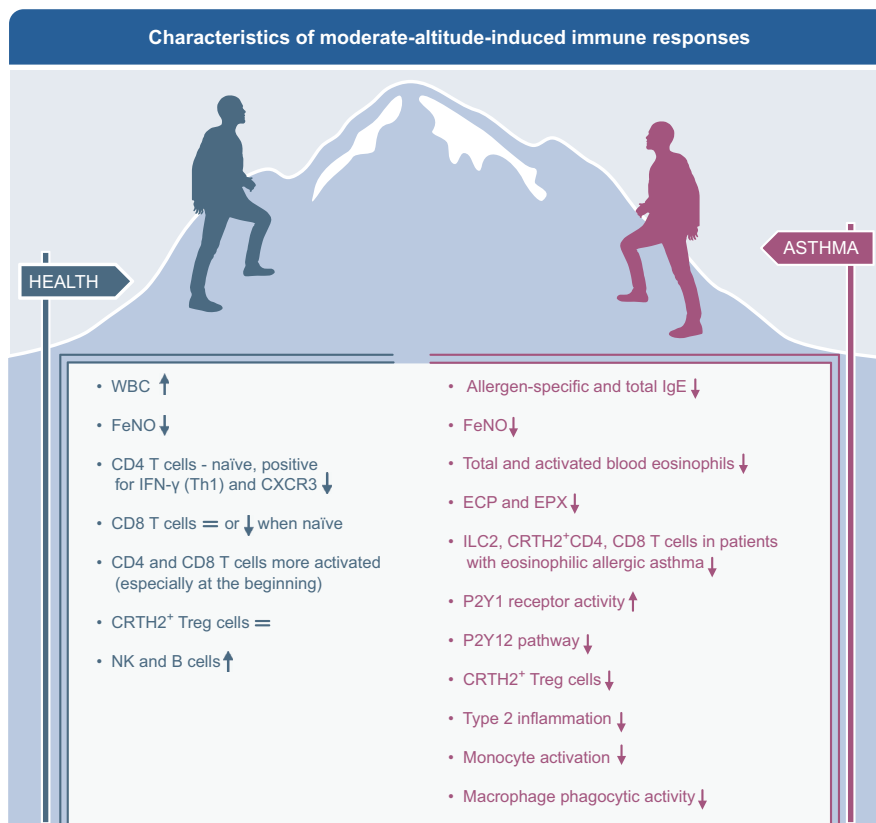 Characteristics of moderate-altitude-induced immune responses
HEALTH
ASTHMA
• WBC ↑
• FeNO ↓
• CD4 T cells - naïve, positive
for IFN-γ (Th1) and CXCR3 ↓
• CD8 T cells = or ↓ when naïve
• CD4 and CD8 T cells more activated
(especially at the beginning)
• CRTH2⁺ Treg cells =
• NK and B cells ↑
• Allergen-specific and total IgE ↓
• FeNO ↓
• Total and activated blood eosinophils ↓
• ECP and EPX ↓
• ILC2, CRTH2⁺CD4, CD8 T cells in patients
with eosinophilic allergic asthma ↓
• P2Y1 receptor activity ↑
• P2Y12 pathway ↓
• CRTH2⁺ Treg cells ↓
• Type 2 inflammation ↓
• Monocyte activation ↓
• Macrophage phagocytic activity ↓